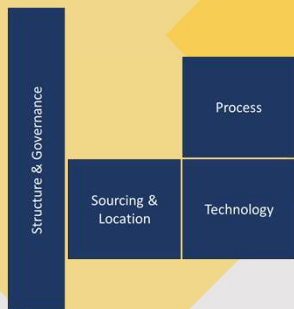 Structure & Governance
Process
Sourcing &
Location
Technology